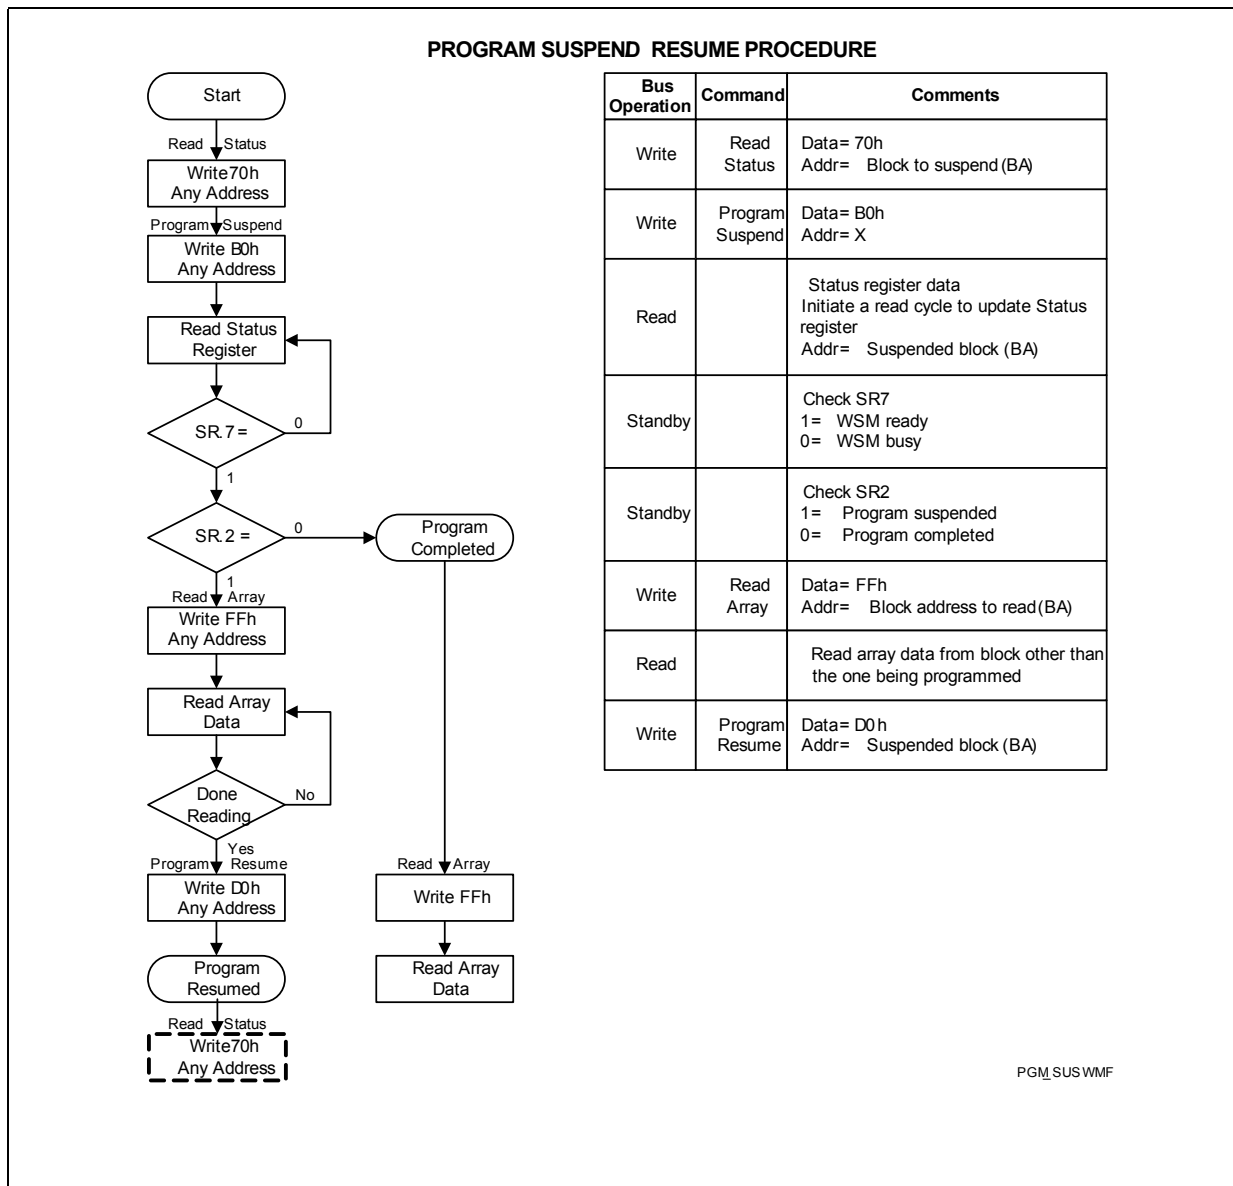 PROGRAM SUSPEND RESUME PROCEDURE
Start
Read Status
Write70h
Any Address
Program Suspend
Write B0h
Any Address
Read Status
Register
SR.7 =
0
1
SR.2 =
0
Program
Completed
1
Read Array
Write FFh
Any Address
Read Array
Data
Done
Reading
No
Yes
Program Resume
Write D0h
Any Address
Program
Resumed
Read Status
Write70h
Any Address
Read Array
Write FFh
Read Array
Data
Bus
Operation
Command
Comments
Write
Read
Status
Data= 70h
Addr= Block to suspend (BA)
Write
Program
Suspend
Data= B0h
Addr= X
Read
Status register data
Initiate a read cycle to update Status
register
Addr= Suspended block (BA)
Standby
Check SR7
1= WSM ready
0= WSM busy
Standby
Check SR2
1= Program suspended
0= Program completed
Write
Read
Array
Data= FFh
Addr= Block address to read (BA)
Read
Read array data from block other than
the one being programmed
Write
Program
Resume
Data= D0h
Addr= Suspended block (BA)
PGM_SUSWMF